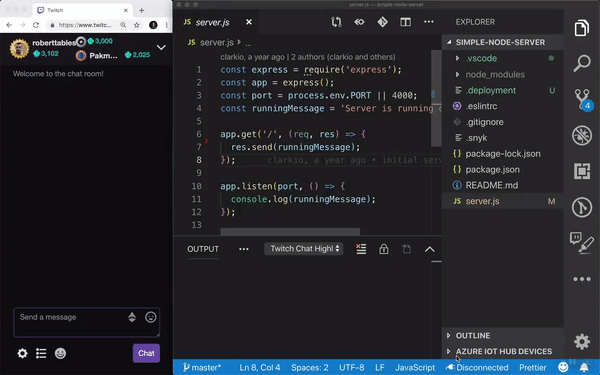 Twitch
https://www.twitc...
roberttables
3,000
3,102
Pakm...
2,025
Welcome to the chat room!
Send a message
Chat
server.js — simple-node-server
JS server.js
JS server.js > ...
clarkio, a year ago | 2 authors (clarkio and others)
1 const express = require('express');
2 const app = express();
3 const port = process.env.PORT || 4000;
4 const runningMessage = 'Server is running o
5
6 app.get('/', (req, res) => {
7 res.send(runningMessage);
8 }); clarkio, a year ago • initial serv
9
10 app.listen(port, () => {
11 console.log(runningMessage);
12 });
13
OUTPUT
Twitch Chat Highl
EXPLORER
SIMPLE-NODE-SERVER
.vscode
node_modules
.deployment U
.eslintrc
.gitignore
.snyk
package-lock.json
package.json
README.md
JS server.js M
OUTLINE
AZURE IOT HUB DEVICES
4
master*
Ln 8, Col 4
Spaces: 2
UTF-8
LF
JavaScript
Disconnected
Prettier